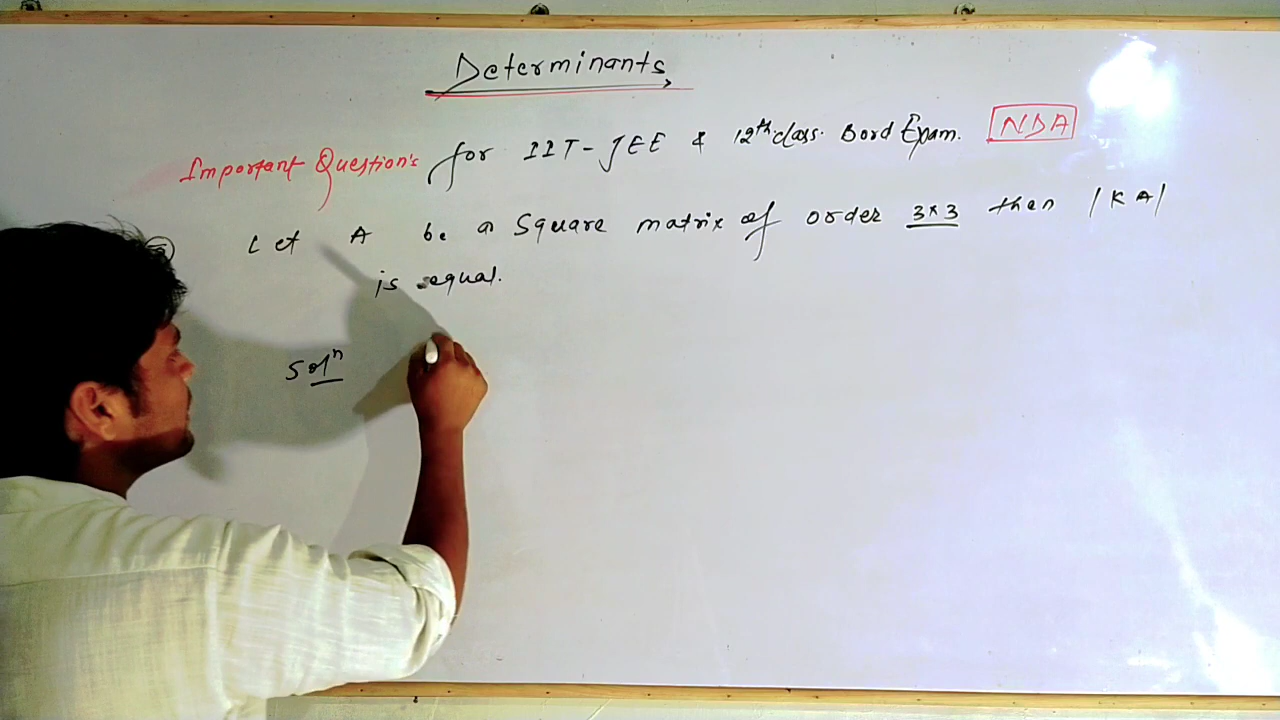 Determinants
Important Question's for IIT-JEE & 12th class. Bord Exam. NDA
Let A be a Square matrix of order 3×3 then |KA|
is equal.
Solⁿ